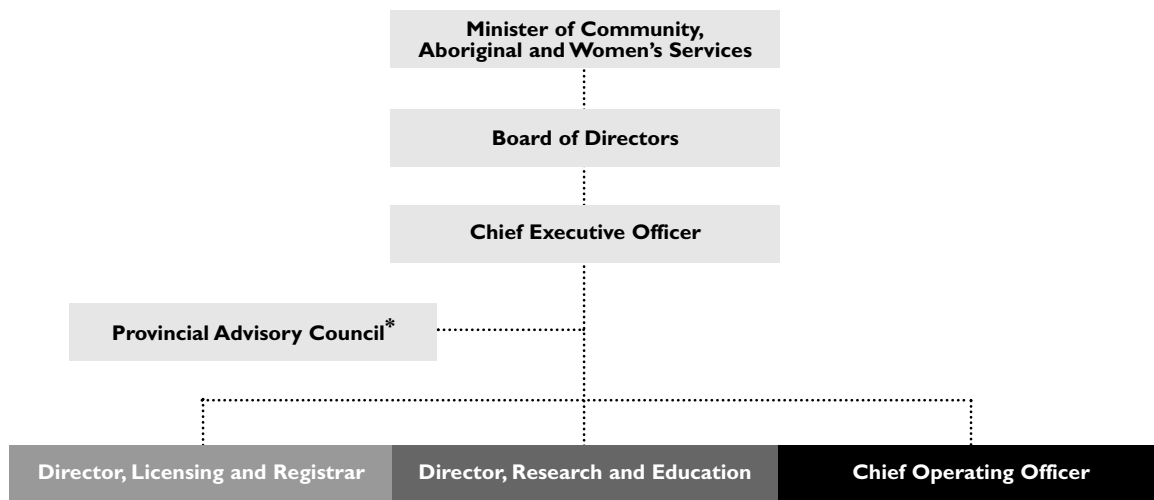 Minister of Community,
Aboriginal and Women’s Services
Board of Directors
Chief Executive Officer
Provincial Advisory Council*
Director, Licensing and Registrar
Director, Research and Education
Chief Operating Officer